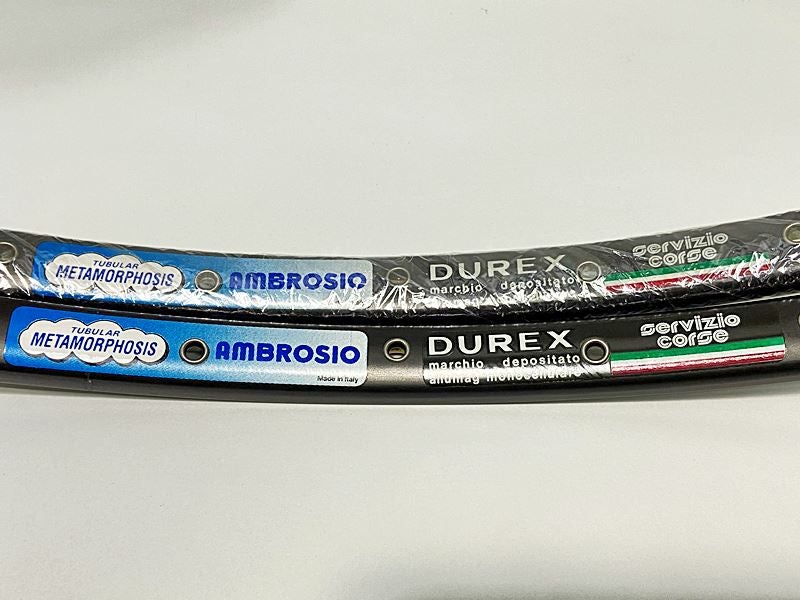 TUBULAR
METAMORPHOSIS
AMBROSIO
DUREX
marchio depositato
servizio
corse
TUBULAR
METAMORPHOSIS
AMBROSIO
Made in Italy
DUREX
marchio depositato
monocellulare
servizio
corse